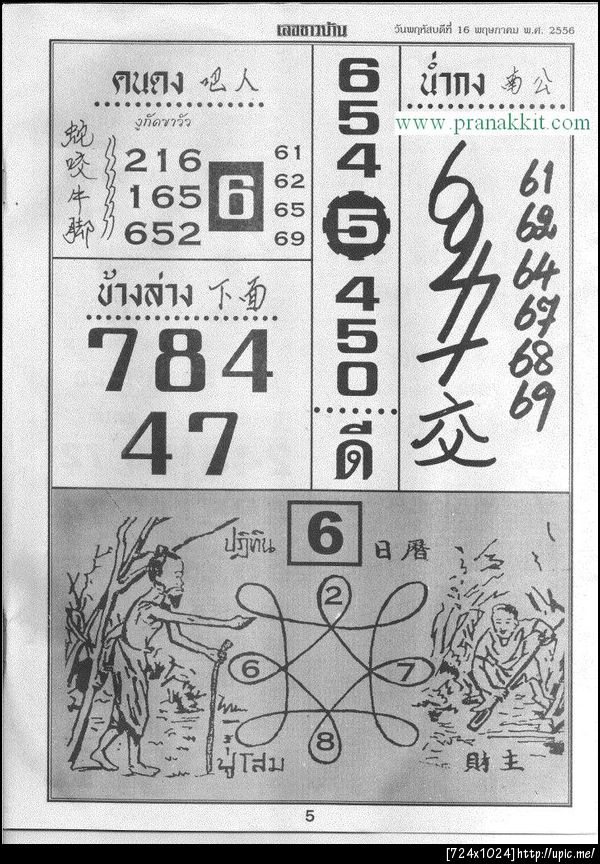 เลขชาวบ้าน
วันพฤหัสบดีที่ 16 พฤษภาคม พ.ศ. 2556
คนดง 吧人
งูกัดขาวัว
蛇咬牛脚
216
165
652
6
61
62
65
69
ข้างล่าง 下面
784
47
6
5
4
5
4
5
0
ดี
น่ำกง 南公
www.pranakkit.com
交
61
62
64
67
68
69
ปฏิทิน 6 日曆
2
6
7
8
ปู่โสม
財主
5
[724x1024]http://upic.me/